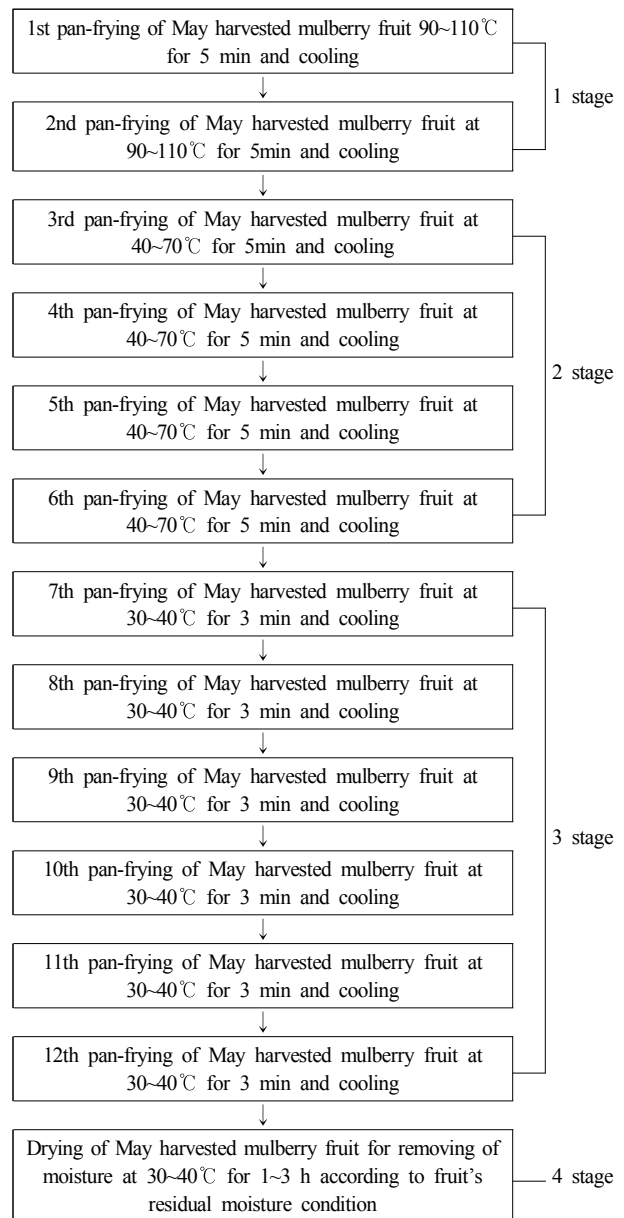 1st pan-frying of May harvested mulberry fruit 90~110℃
for 5 min and cooling
1 stage
2nd pan-frying of May harvested mulberry fruit at
90~110℃ for 5min and cooling
3rd pan-frying of May harvested mulberry fruit at
40~70℃ for 5min and cooling
4th pan-frying of May harvested mulberry fruit at
40~70℃ for 5 min and cooling
2 stage
5th pan-frying of May harvested mulberry fruit at
40~70℃ for 5 min and cooling
6th pan-frying of May harvested mulberry fruit at
40~70℃ for 5 min and cooling
7th pan-frying of May harvested mulberry fruit at
30~40℃ for 3 min and cooling
8th pan-frying of May harvested mulberry fruit at
30~40℃ for 3 min and cooling
9th pan-frying of May harvested mulberry fruit at
30~40℃ for 3 min and cooling
3 stage
10th pan-frying of May harvested mulberry fruit at
30~40℃ for 3 min and cooling
11th pan-frying of May harvested mulberry fruit at
30~40℃ for 3 min and cooling
12th pan-frying of May harvested mulberry fruit at
30~40℃ for 3 min and cooling
Drying of May harvested mulberry fruit for removing of
moisture at 30~40℃ for 1~3 h according to fruit's
residual moisture condition
4 stage